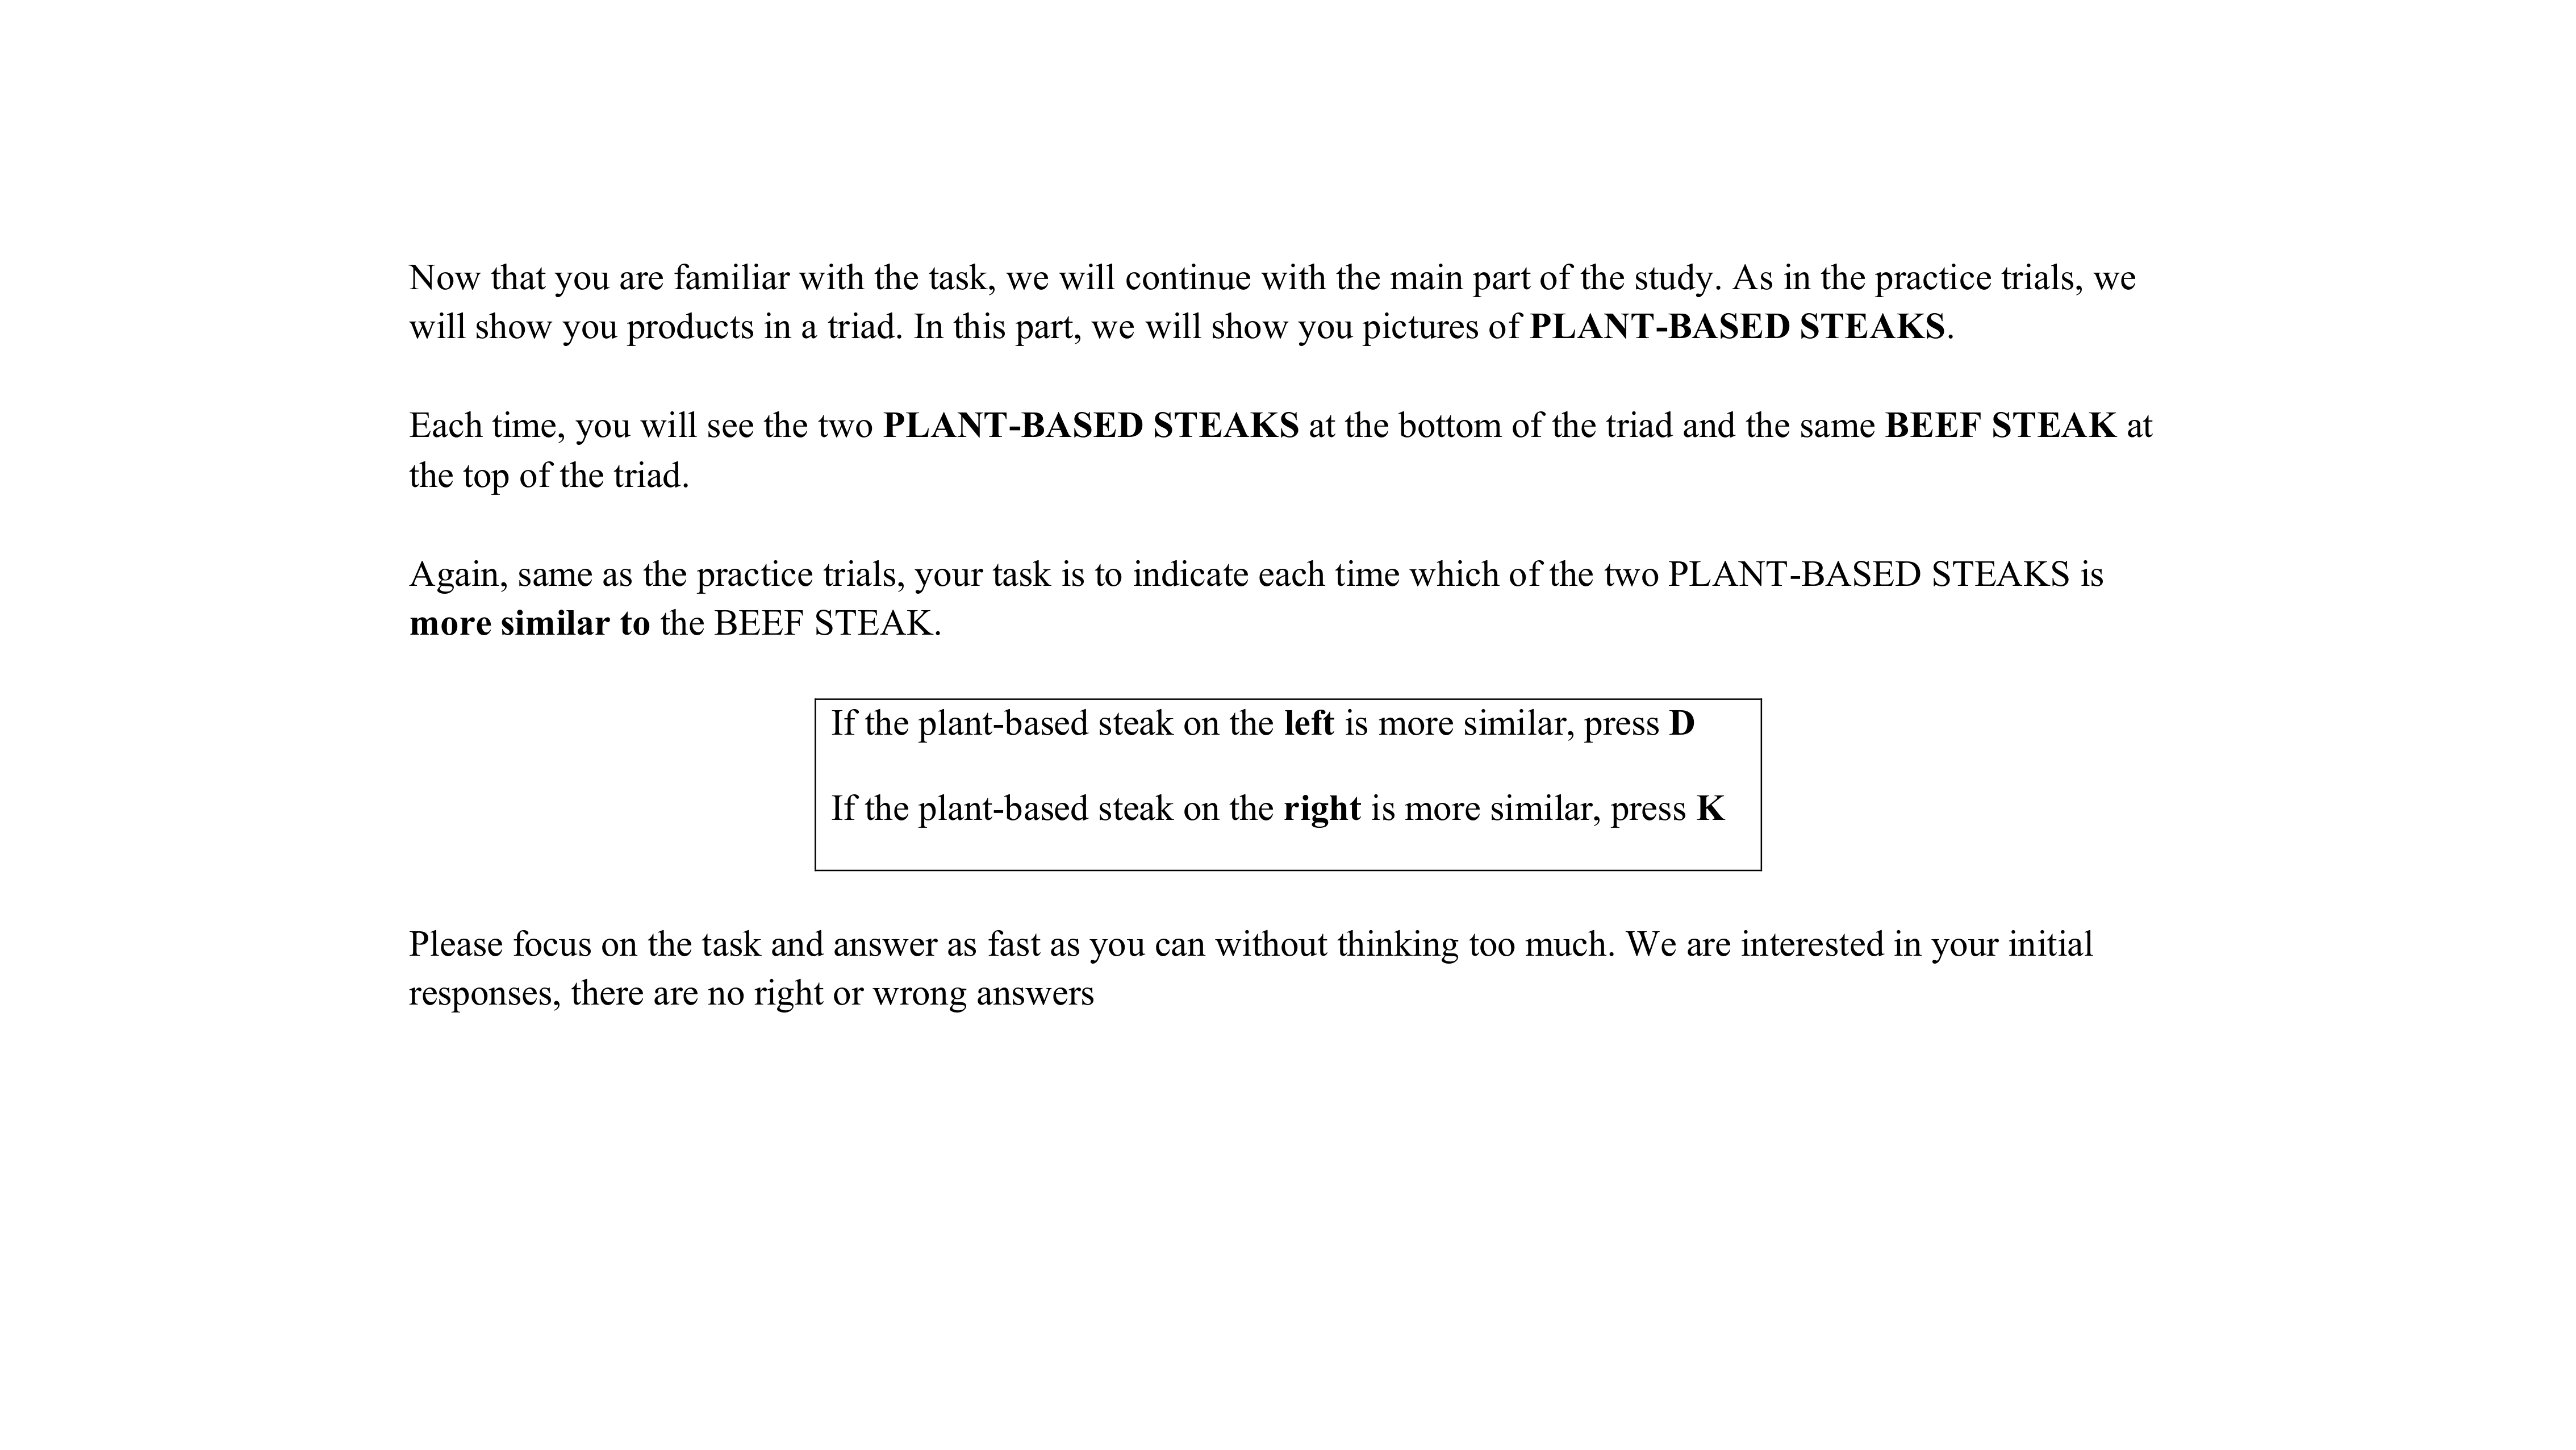 Now that you are familiar with the task, we will continue with the main part of the study. As in the practice trials, we
will show you products in a triad. In this part, we will show you pictures of PLANT-BASED STEAKS.
Each time, you will see the two PLANT-BASED STEAKS at the bottom of the triad and the same BEEF STEAK at
the top of the triad.
Again, same as the practice trials, your task is to indicate each time which of the two PLANT-BASED STEAKS is
more similar to the BEEF STEAK.
If the plant-based steak on the left is more similar, press D
If the plant-based steak on the right is more similar, press K
Please focus on the task and answer as fast as you can without thinking too much. We are interested in your initial
responses, there are no right or wrong answers